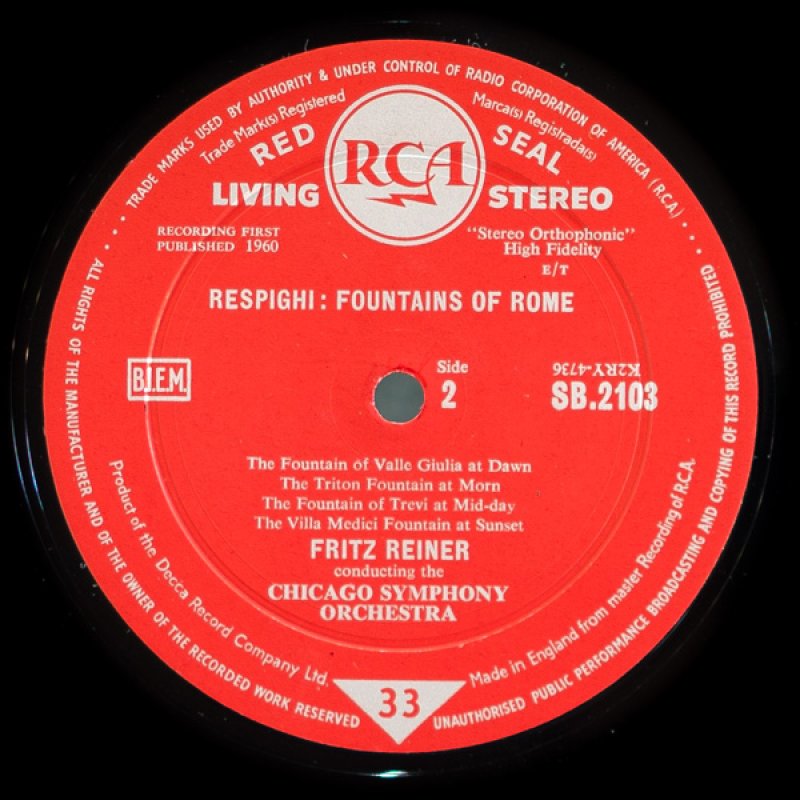 TRADE MARKS USED BY AUTHORITY & UNDER CONTROL OF RADIO CORPORATION OF AMERICA (R.C.A.)
Trade Mark(s) Registered
Marca(s) Registrada(s)
RED SEAL
RCA
LIVING STEREO
RECORDING FIRST
PUBLISHED 1960
"Stereo Orthophonic"
High Fidelity
E/T
RESPIGHI : FOUNTAINS OF ROME
B.I.E.M.
Side
2
K2RY-4736
SB.2103
The Fountain of Valle Giulia at Dawn
The Triton Fountain at Morn
The Fountain of Trevi at Mid-day
The Villa Medici Fountain at Sunset
FRITZ REINER
conducting the
CHICAGO SYMPHONY
ORCHESTRA
Product of the Decca Record Company Ltd.
Made in England from master Recording of R.C.A.
33
ALL RIGHTS OF THE MANUFACTURER AND OF THE OWNER OF THE RECORDED WORK RESERVED
UNAUTHORISED PUBLIC PERFORMANCE BROADCASTING AND COPYING OF THIS RECORD PROHIBITED